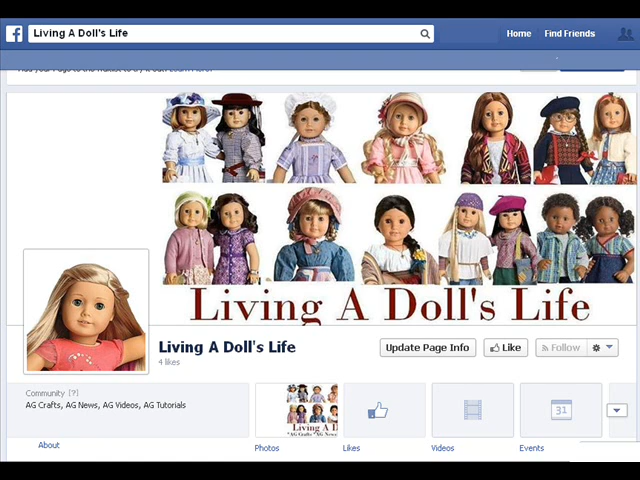 Living A Doll's Life
Home
Find Friends
Living A Doll's Life
Living A Doll's Life
4 likes
Update Page Info
Like
Follow
Community [?]
AG Crafts, AG News, AG Videos, AG Tutorials
About
Living A
Photos
Likes
31
Videos
Events